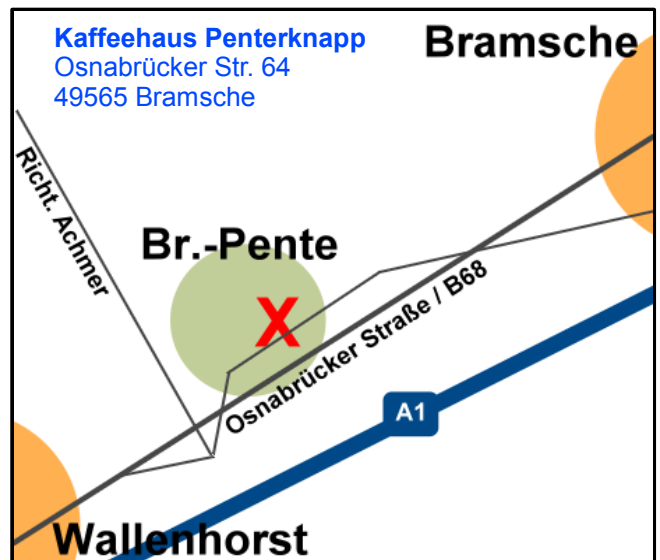 Kaffeehaus Penterknapp
Osnabrücker Str. 64
49565 Bramsche
Bramsche
Richt. Achmer
Br.-Pente
X
Osnabrücker Straße / B68
A1
Wallenhorst